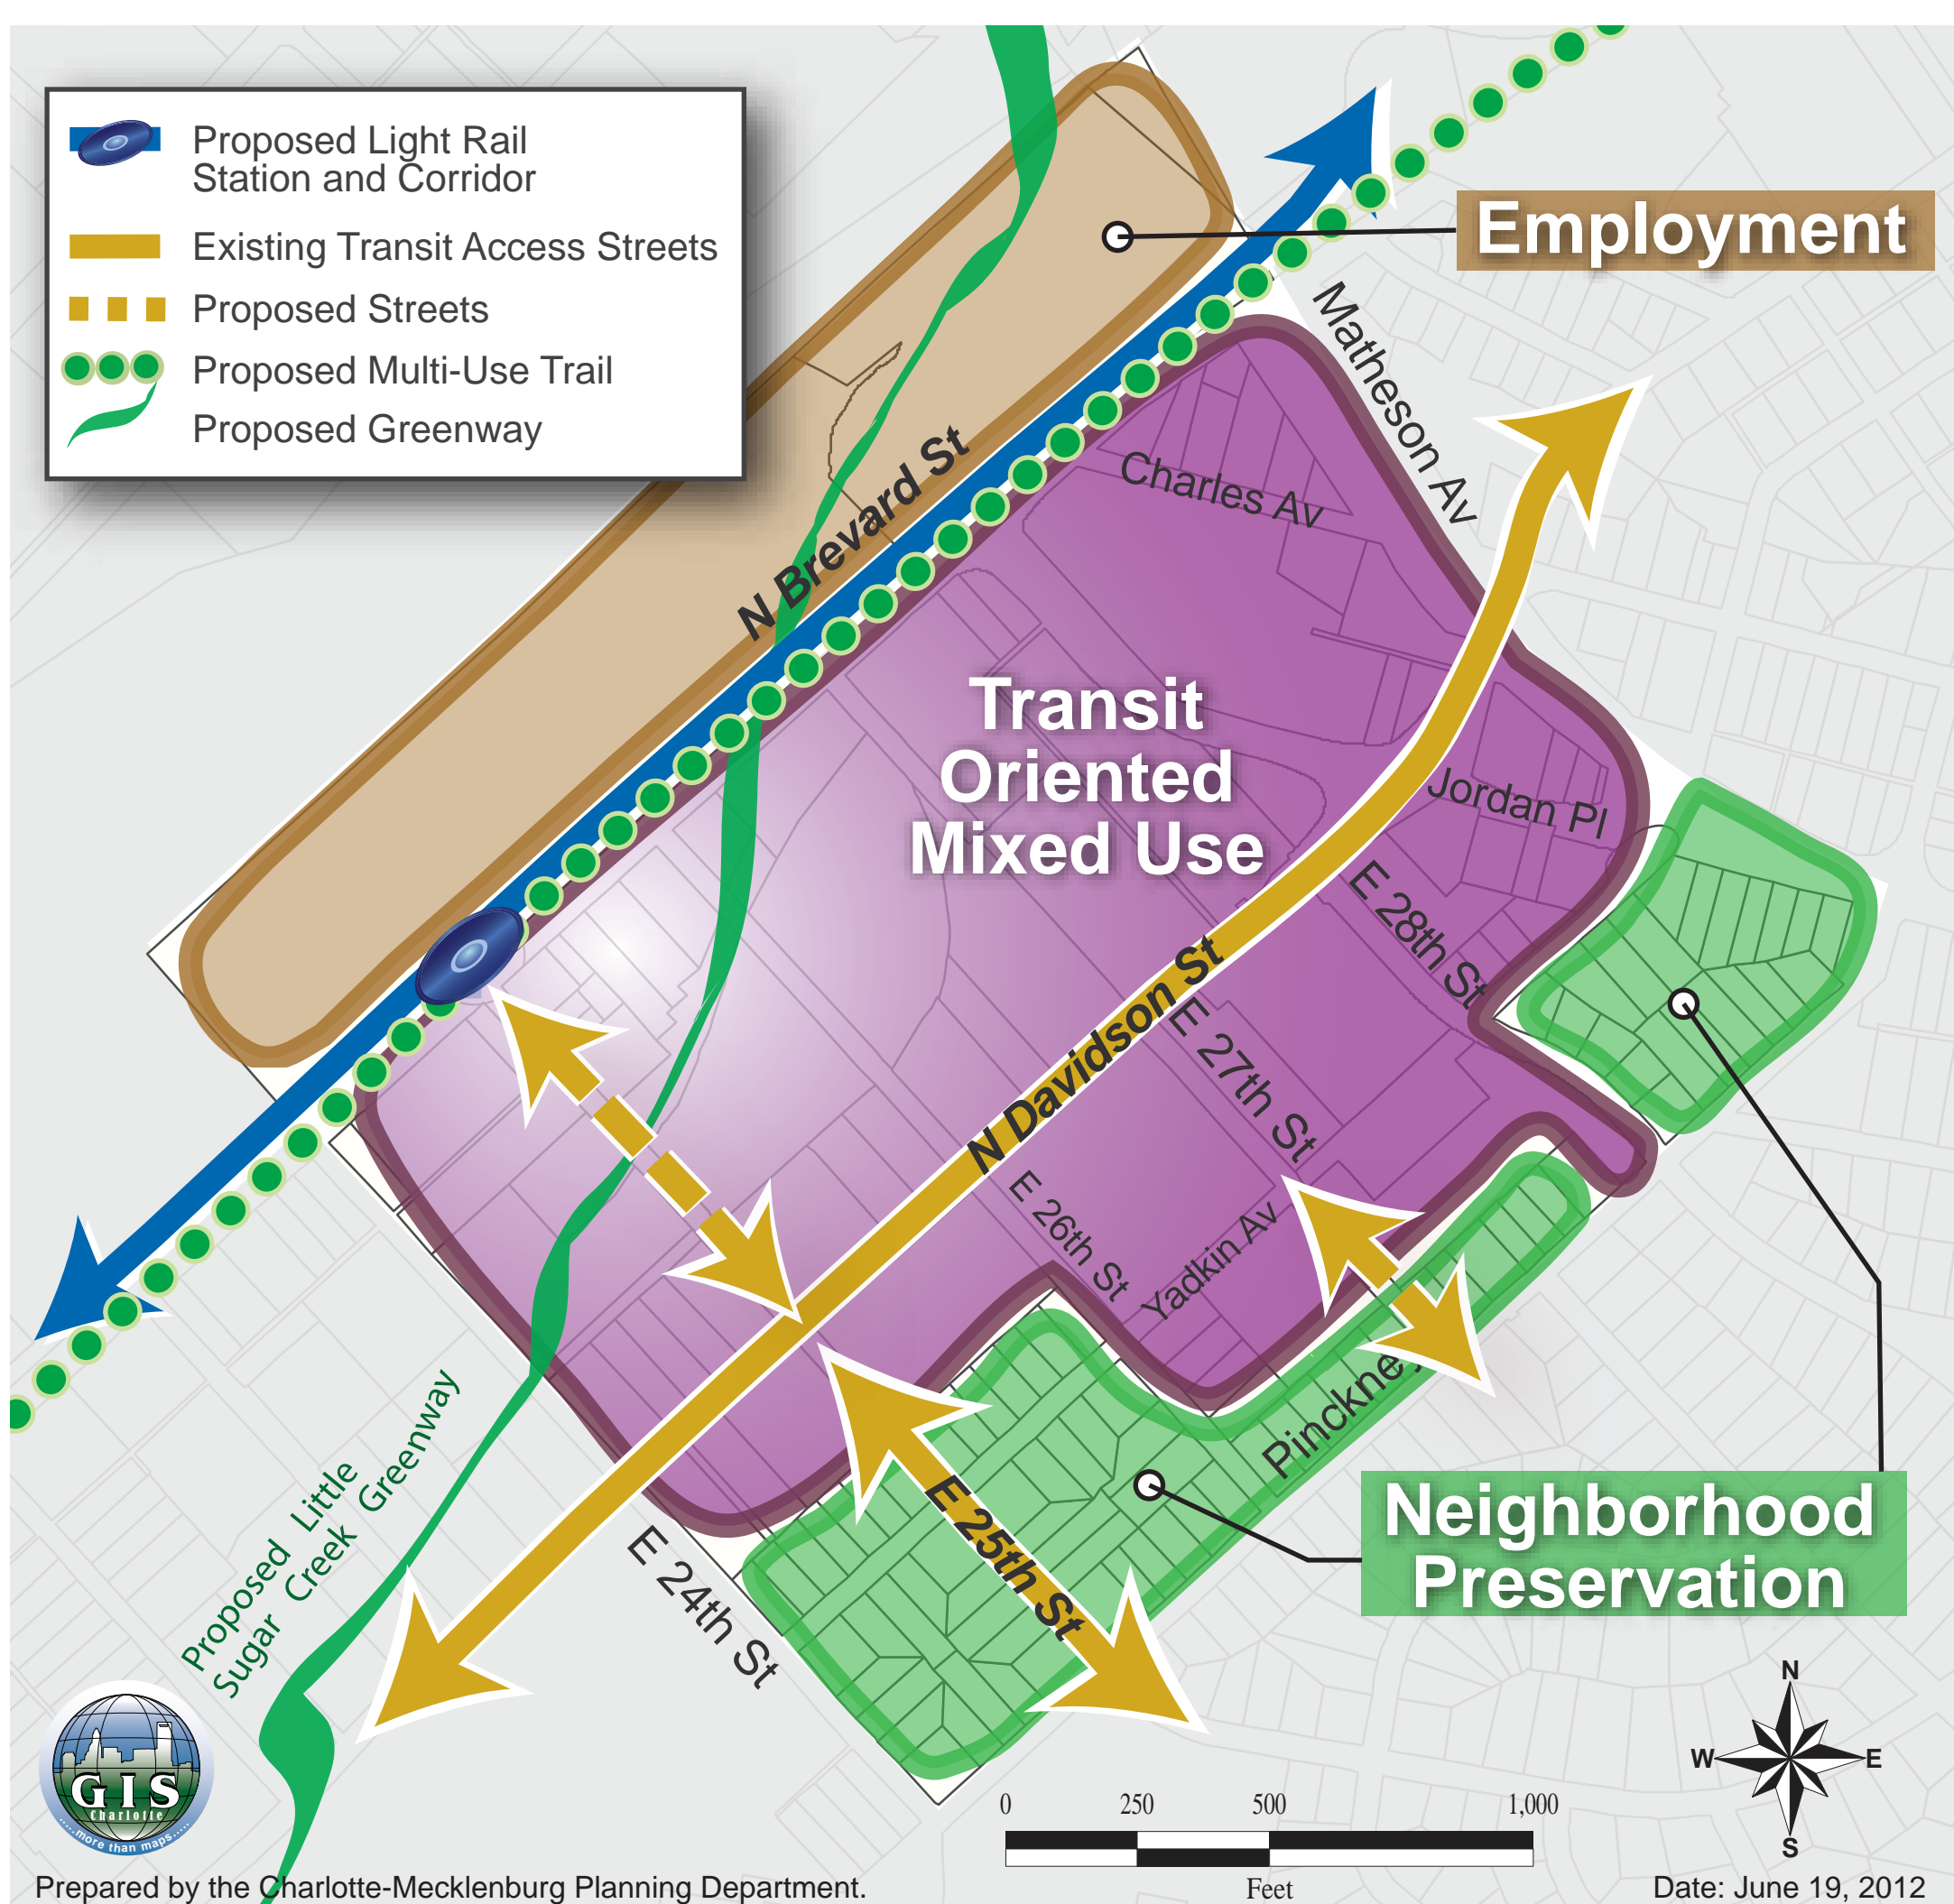 Proposed Light Rail
Station and Corridor
Existing Transit Access Streets
Proposed Streets
Proposed Multi-Use Trail
Proposed Greenway
Employment
Matheson Av
Charles Av
N Brevard St
Transit
Oriented
Mixed Use
Jordan Pl
E 28th St
N Davidson St
E 27th St
E 26th St
Yadkin Av
Pinckney
E 25th St
E 24th St
Neighborhood
Preservation
Proposed Little
Sugar Creek Greenway
GIS
Charlotte
.....more than maps.....
N
W
E
S
0 250 500 1,000
Feet
Prepared by the Charlotte-Mecklenburg Planning Department.
Date: June 19, 2012